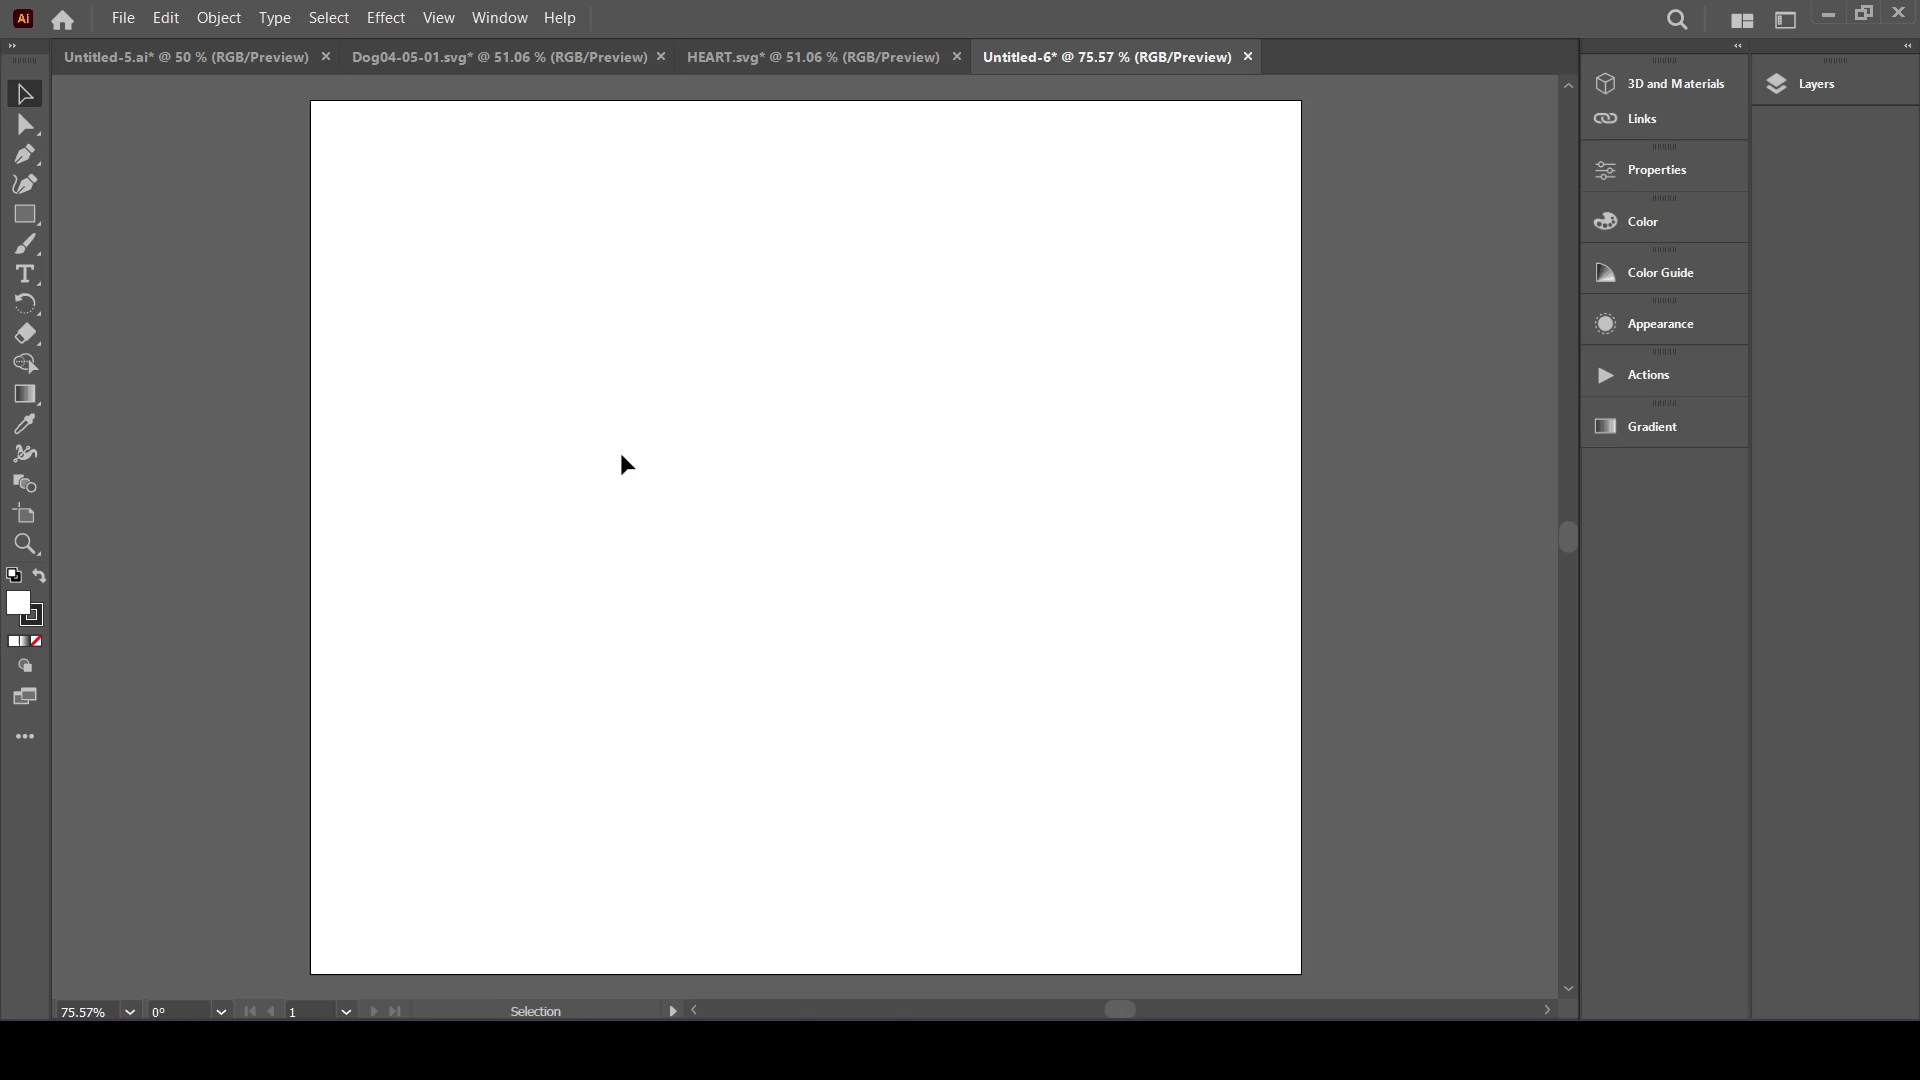 Ai File Edit Object Type Select Effect View Window Help
Untitled-5.ai* @ 50 % (RGB/Preview) Dog04-05-01.svg* @ 51.06 % (RGB/Preview) HEART.svg* @ 51.06 % (RGB/Preview) Untitled-6* @ 75.57 % (RGB/Preview)
3D and Materials
Links
Properties
Color
Color Guide
Appearance
Actions
Gradient
Layers
75.57% 0° 1 Selection